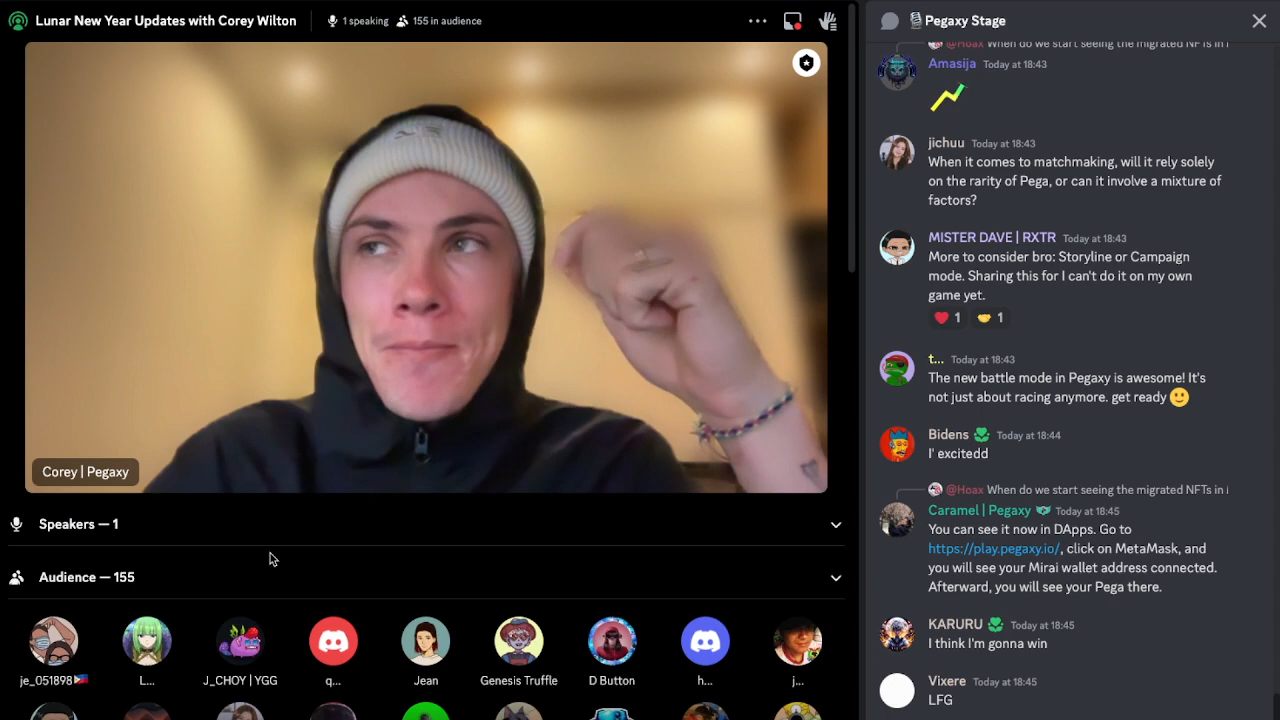 Lunar New Year Updates with Corey Wilton
1 speaking
155 in audience
Corey | Pegaxy
Speakers — 1
Audience — 155
je_051898
L...
J_CHOY | YGG
q...
Jean
Genesis Truffle
D Button
h...
j...
Pegaxy Stage
@Hoax When do we start seeing the migrated NFTs in i
Amasija Today at 18:43
jichuu Today at 18:43
When it comes to matchmaking, will it rely solely
on the rarity of Pega, or can it involve a mixture of
factors?
MISTER DAVE | RXTR Today at 18:43
More to consider bro: Storyline or Campaign
mode. Sharing this for I can't do it on my own
game yet.
1 1
t... Today at 18:43
The new battle mode in Pegaxy is awesome! It's
not just about racing anymore. get ready 🙂
Bidens Today at 18:44
I' excitedd
@Hoax When do we start seeing the migrated NFTs in i
Caramel | Pegaxy Today at 18:45
You can see it now in DApps. Go to
https://play.pegaxy.io/, click on MetaMask, and
you will see your Mirai wallet address connected.
Afterward, you will see your Pega there.
KARURU Today at 18:45
I think I'm gonna win
Vixere Today at 18:45
LFG